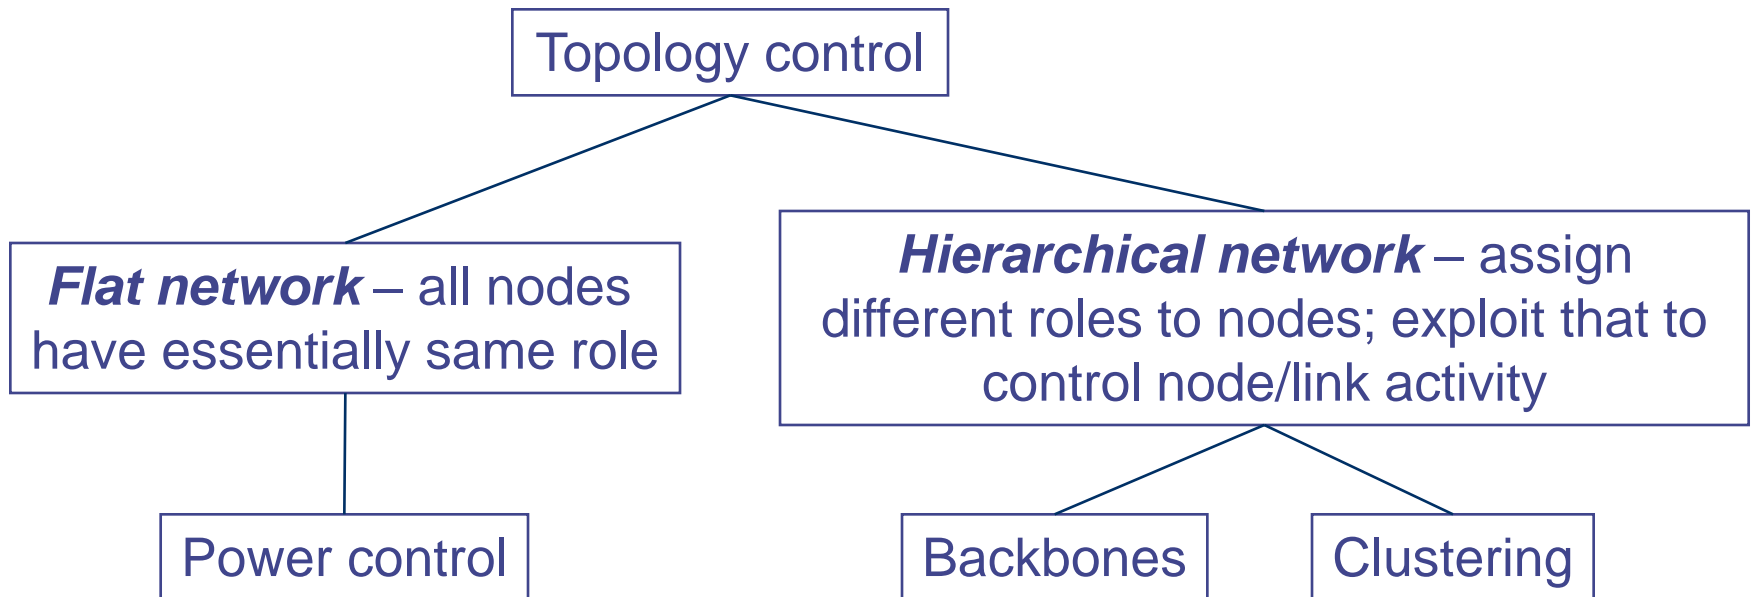 Topology control
Flat network – all nodes
have essentially same role
Hierarchical network – assign
different roles to nodes; exploit that to
control node/link activity
Power control
Backbones
Clustering